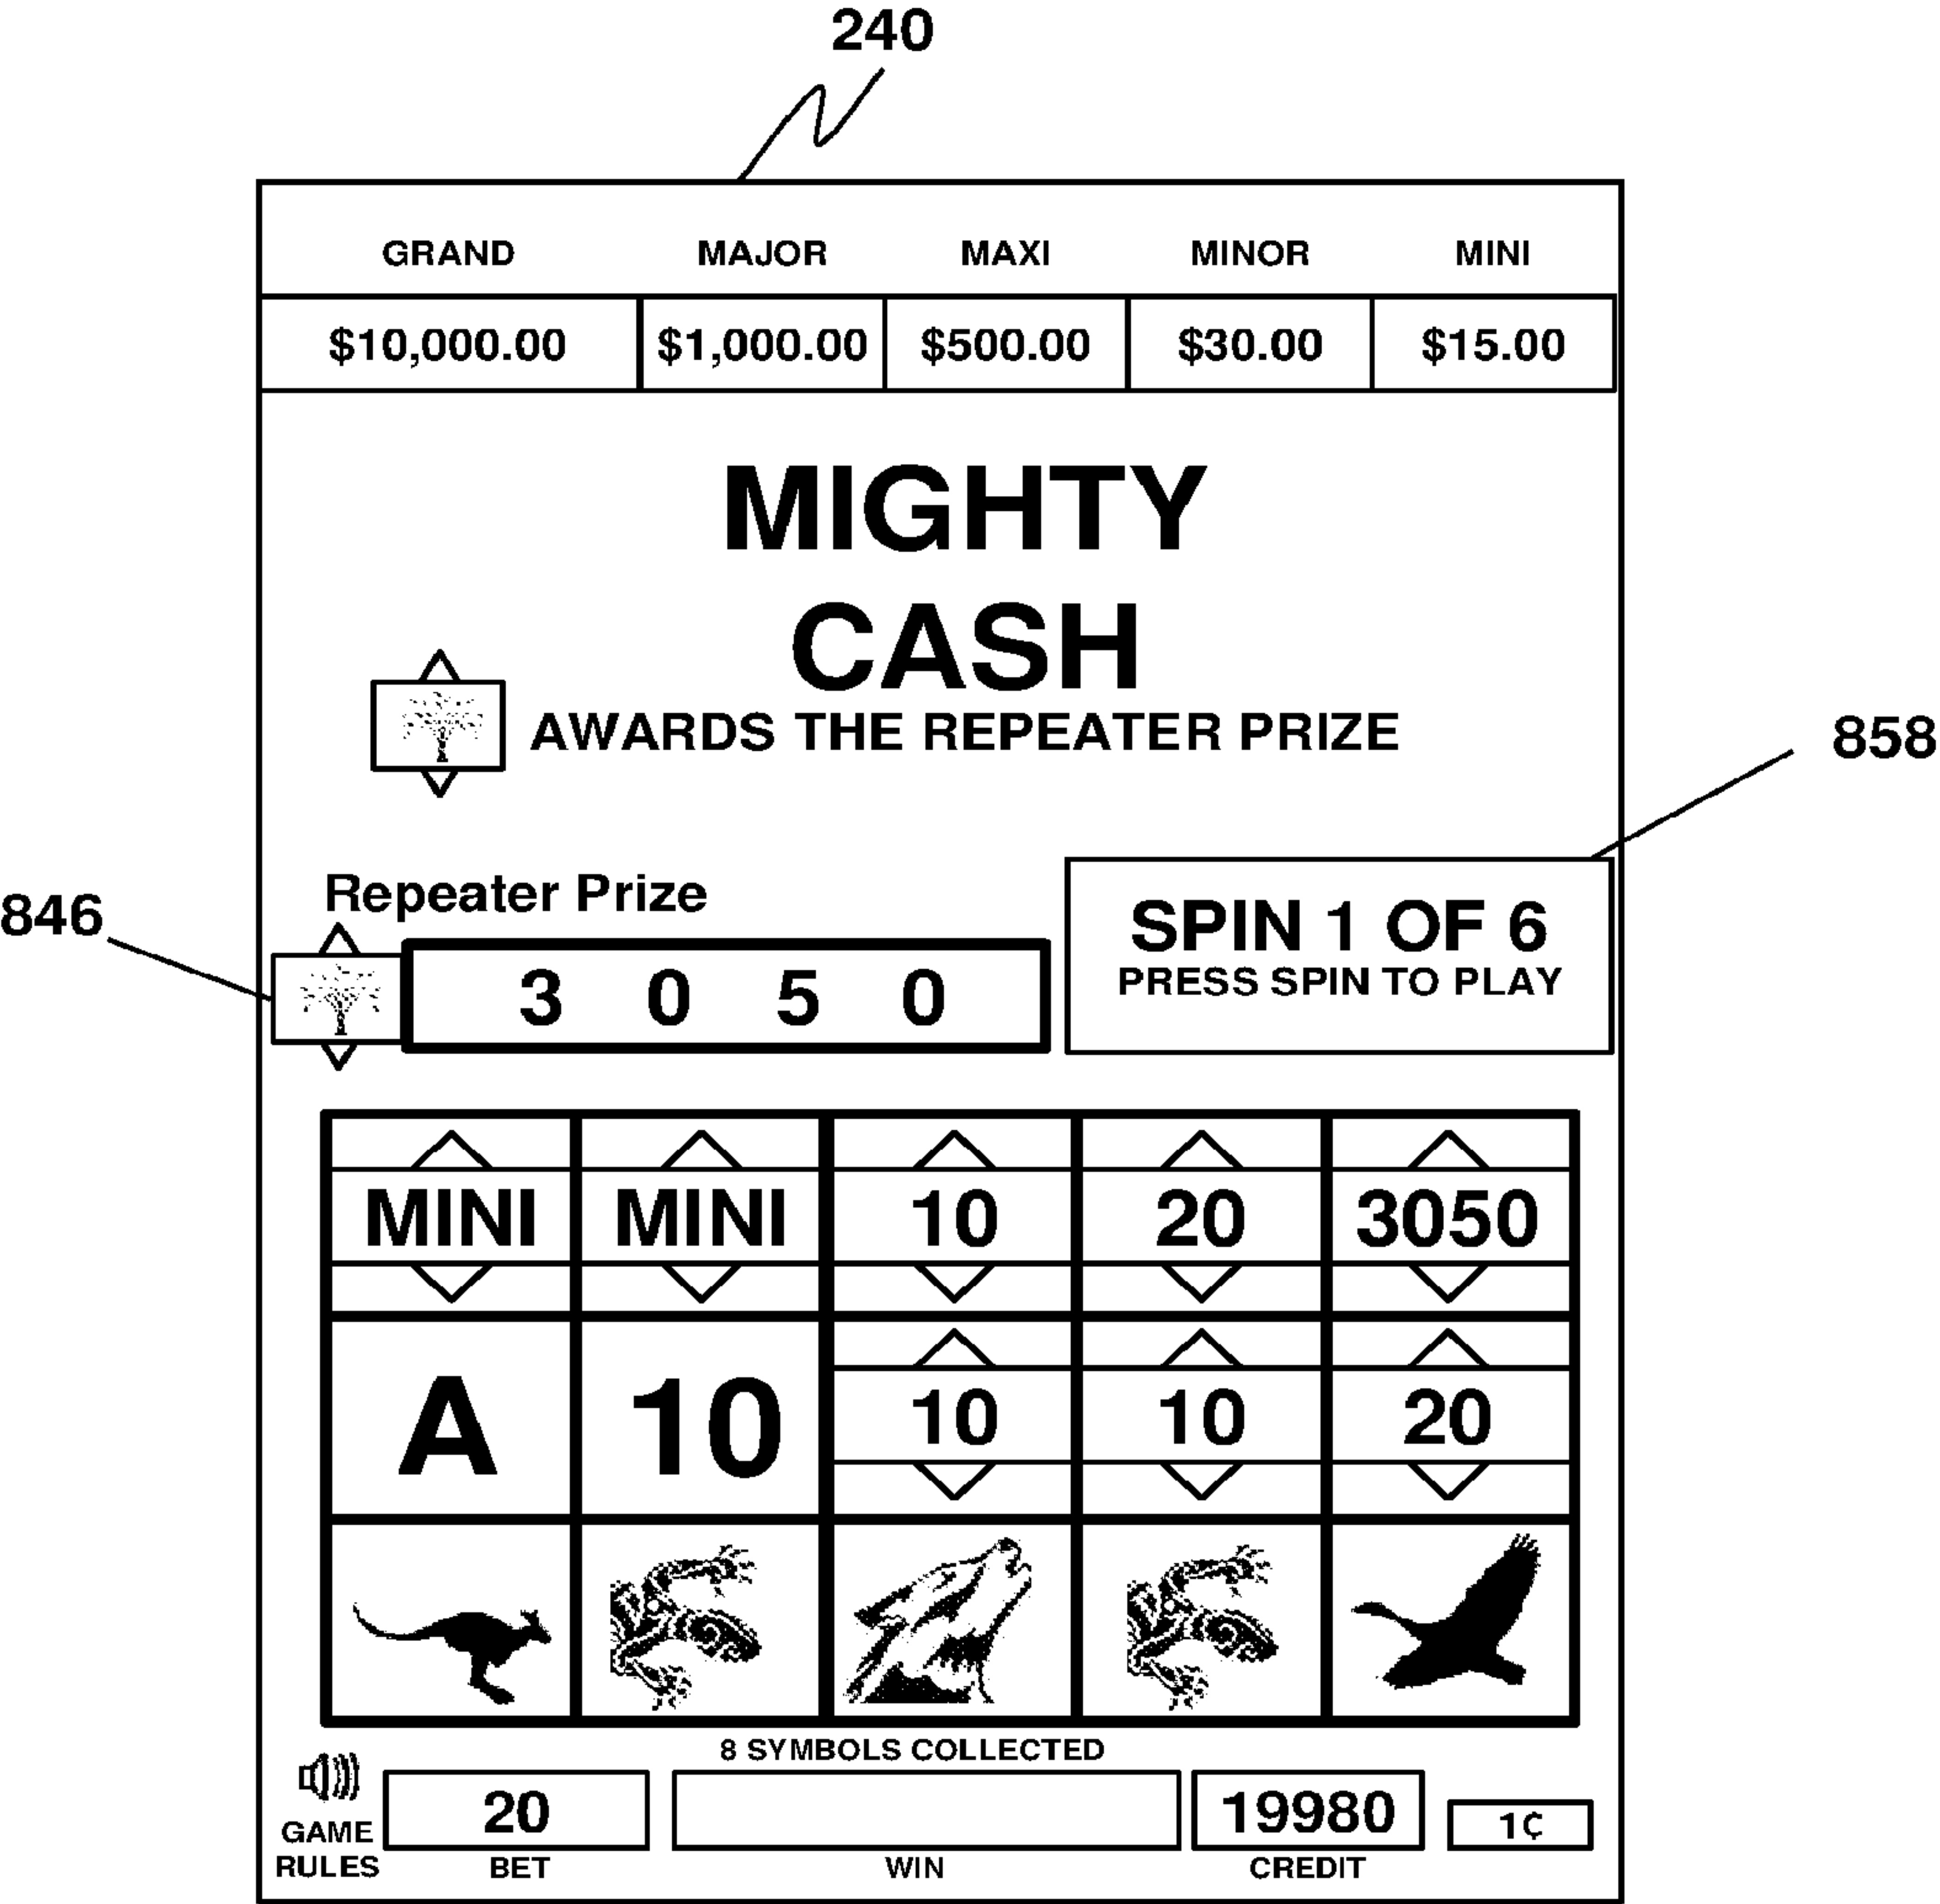 240
GRAND MAJOR MAXI MINOR MINI
$10,000.00 $1,000.00 $500.00 $30.00 $15.00
MIGHTY
CASH
AWARDS THE REPEATER PRIZE
858
Repeater Prize
846
3 0 5 0
SPIN 1 OF 6
PRESS SPIN TO PLAY
MINI MINI 10 20 3050
A 10 10 10 20
8 SYMBOLS COLLECTED
20 19980 1¢
GAME
RULES BET WIN CREDIT